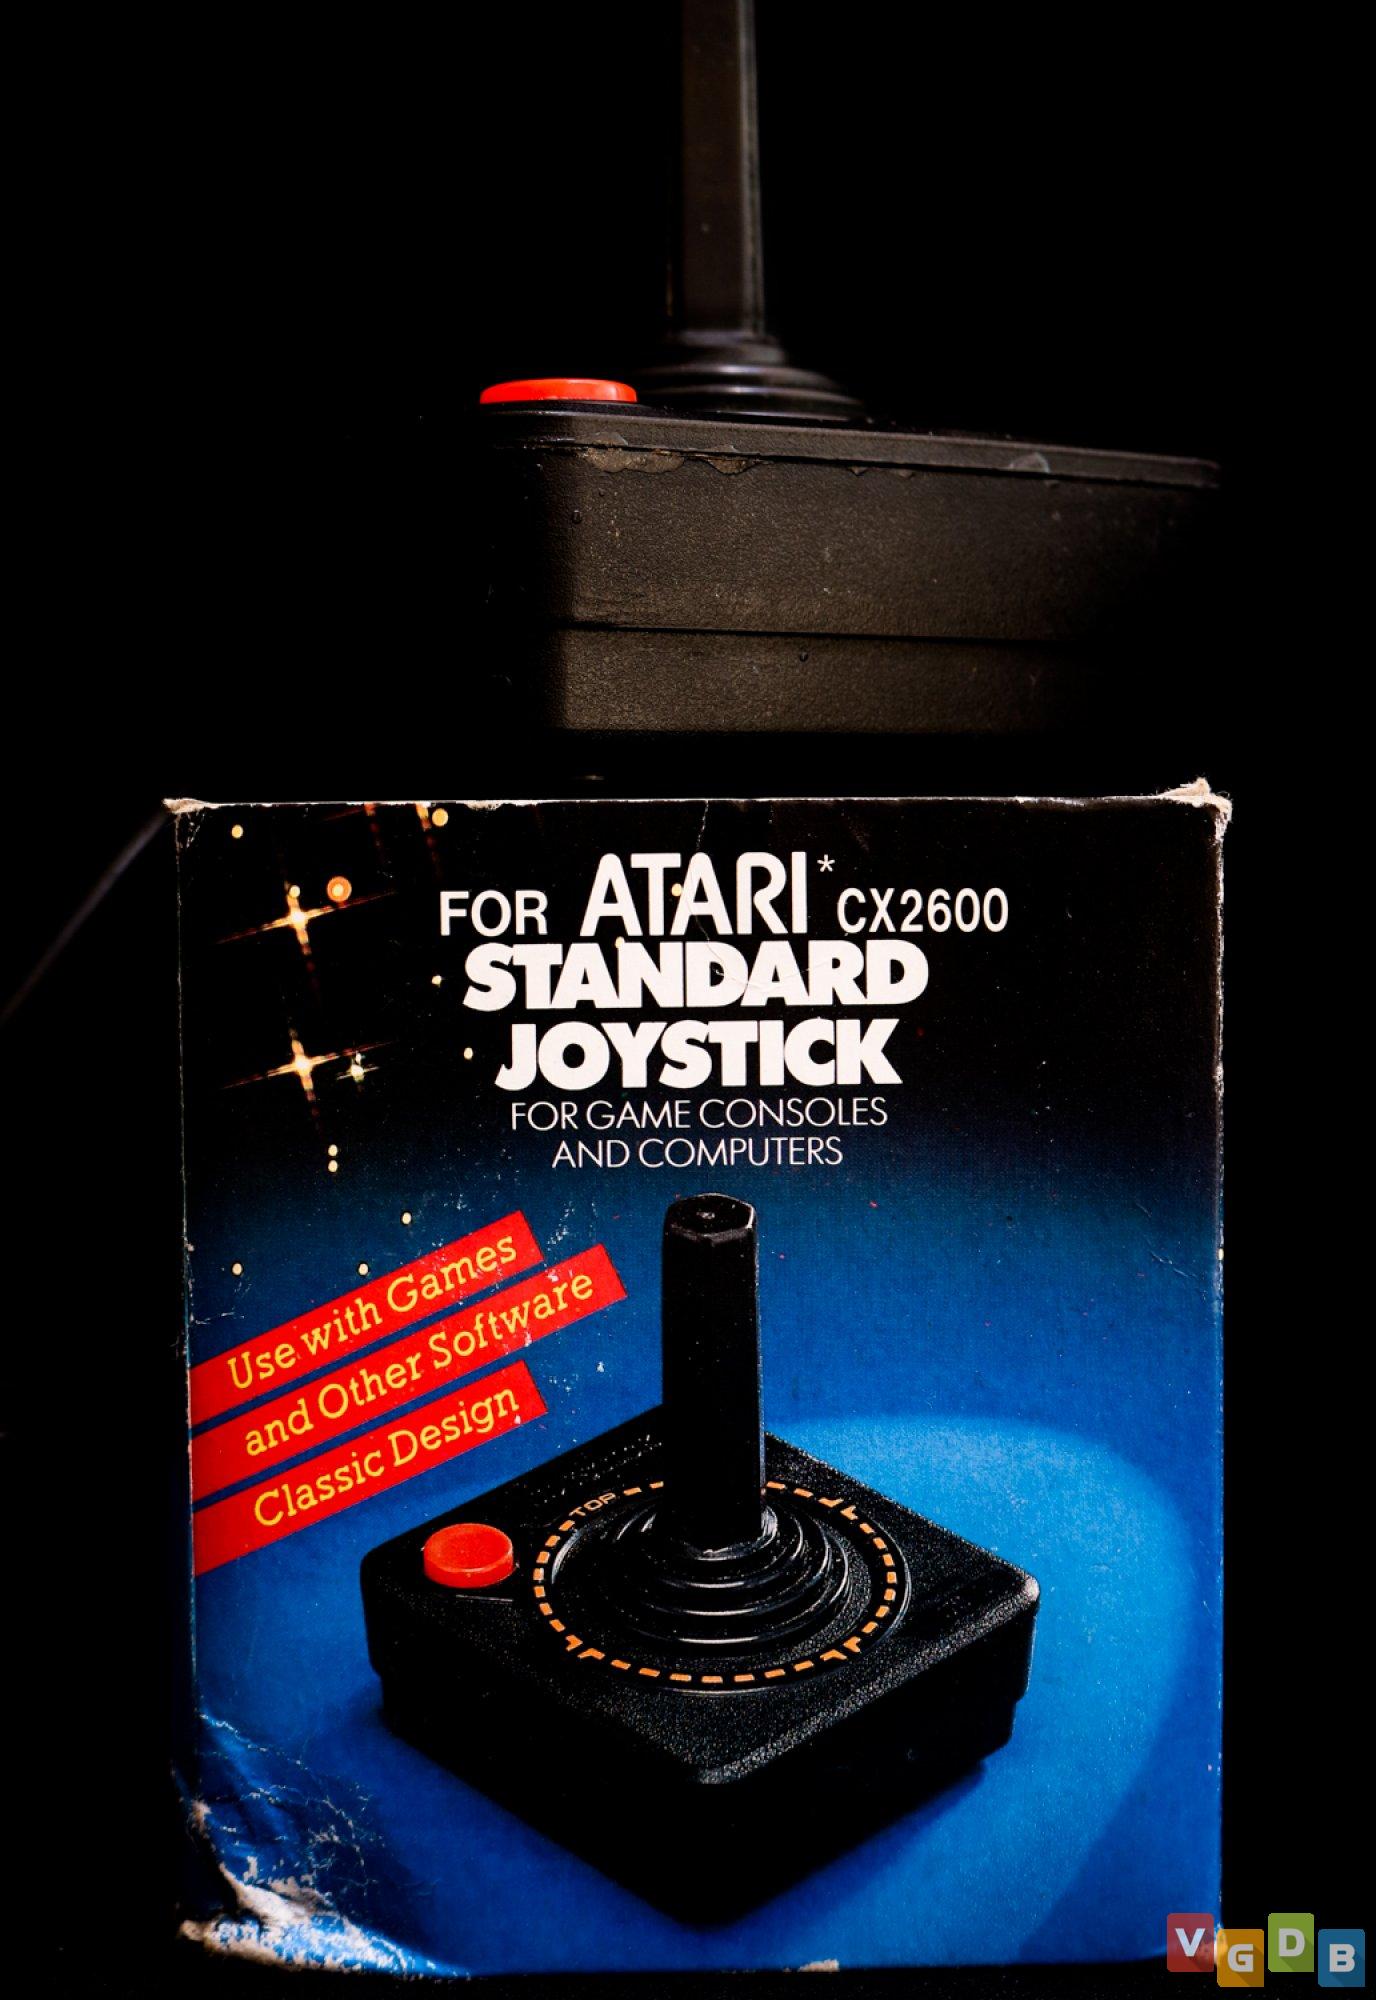 FOR ATARI* CX2600
STANDARD
JOYSTICK
FOR GAME CONSOLES
AND COMPUTERS
Use with Games
and Other Software
Classic Design
TOP
VGDB